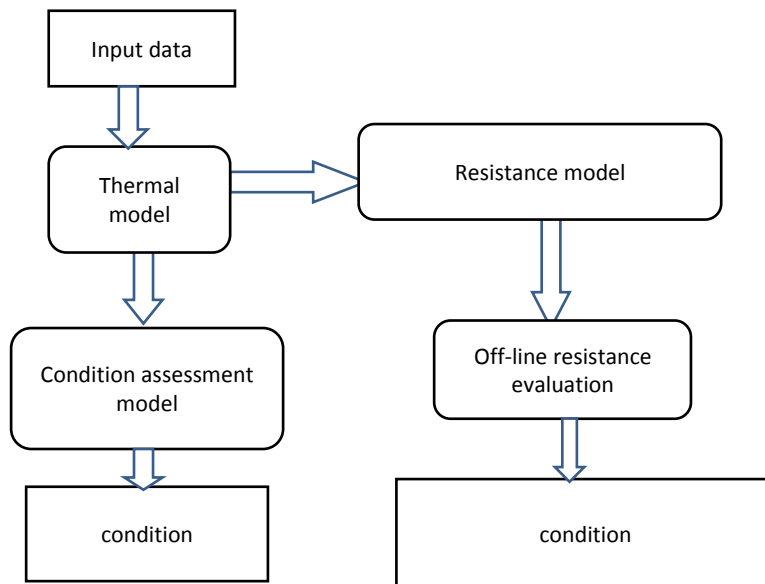 Input data
Thermal
model
Resistance model
Condition assessment
model
Off-line resistance
evaluation
condition
condition